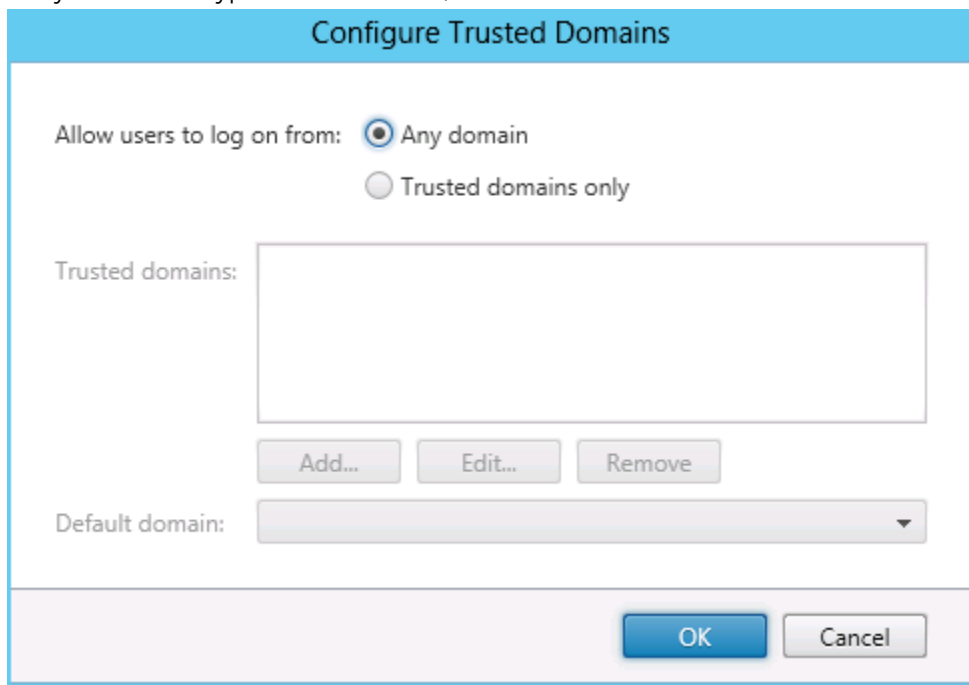 Configure Trusted Domains
Allow users to log on from: Any domain
Trusted domains only
Trusted domains:
Add... Edit... Remove
Default domain:
OK Cancel